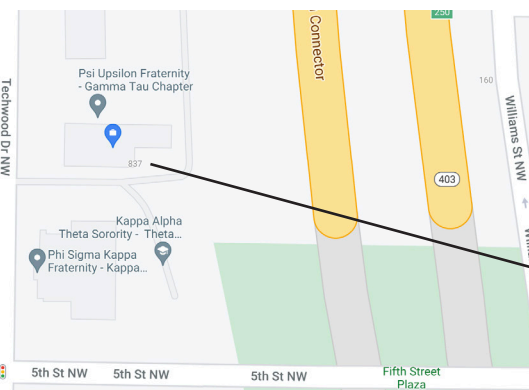 250
Connector
Psi Upsilon Fraternity
- Gamma Tau Chapter
160
Techwood Dr NW
Williams St NW
837
403
Kappa Alpha
Theta Sorority - Theta...
Phi Sigma Kappa
Fraternity - Kappa...
5th St NW
5th St NW
5th St NW
Fifth Street
Plaza